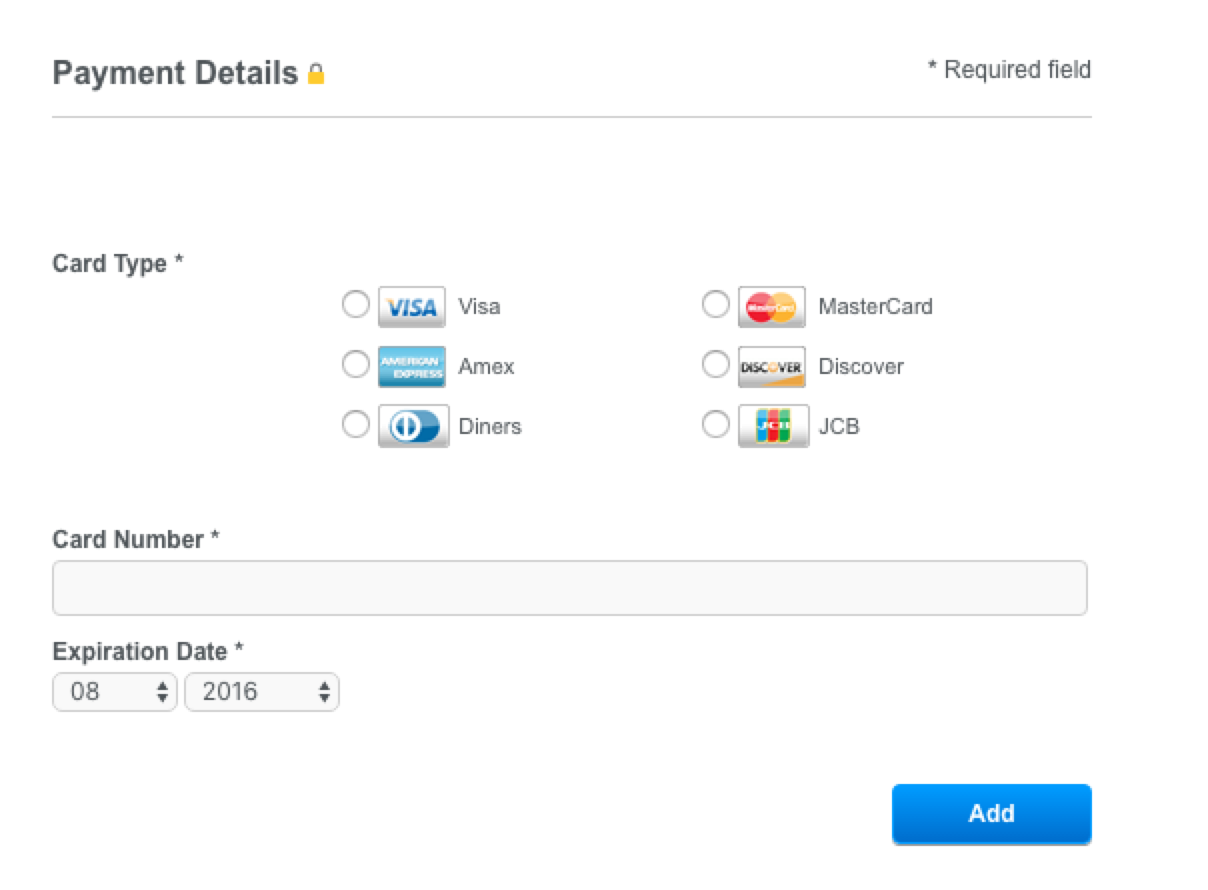 Payment Details
* Required field
Card Type *
VISA Visa
MasterCard MasterCard
AMERICAN EXPRESS Amex
DISCOVER Discover
Diners
JCB JCB
Card Number *
Expiration Date *
08 2016
Add